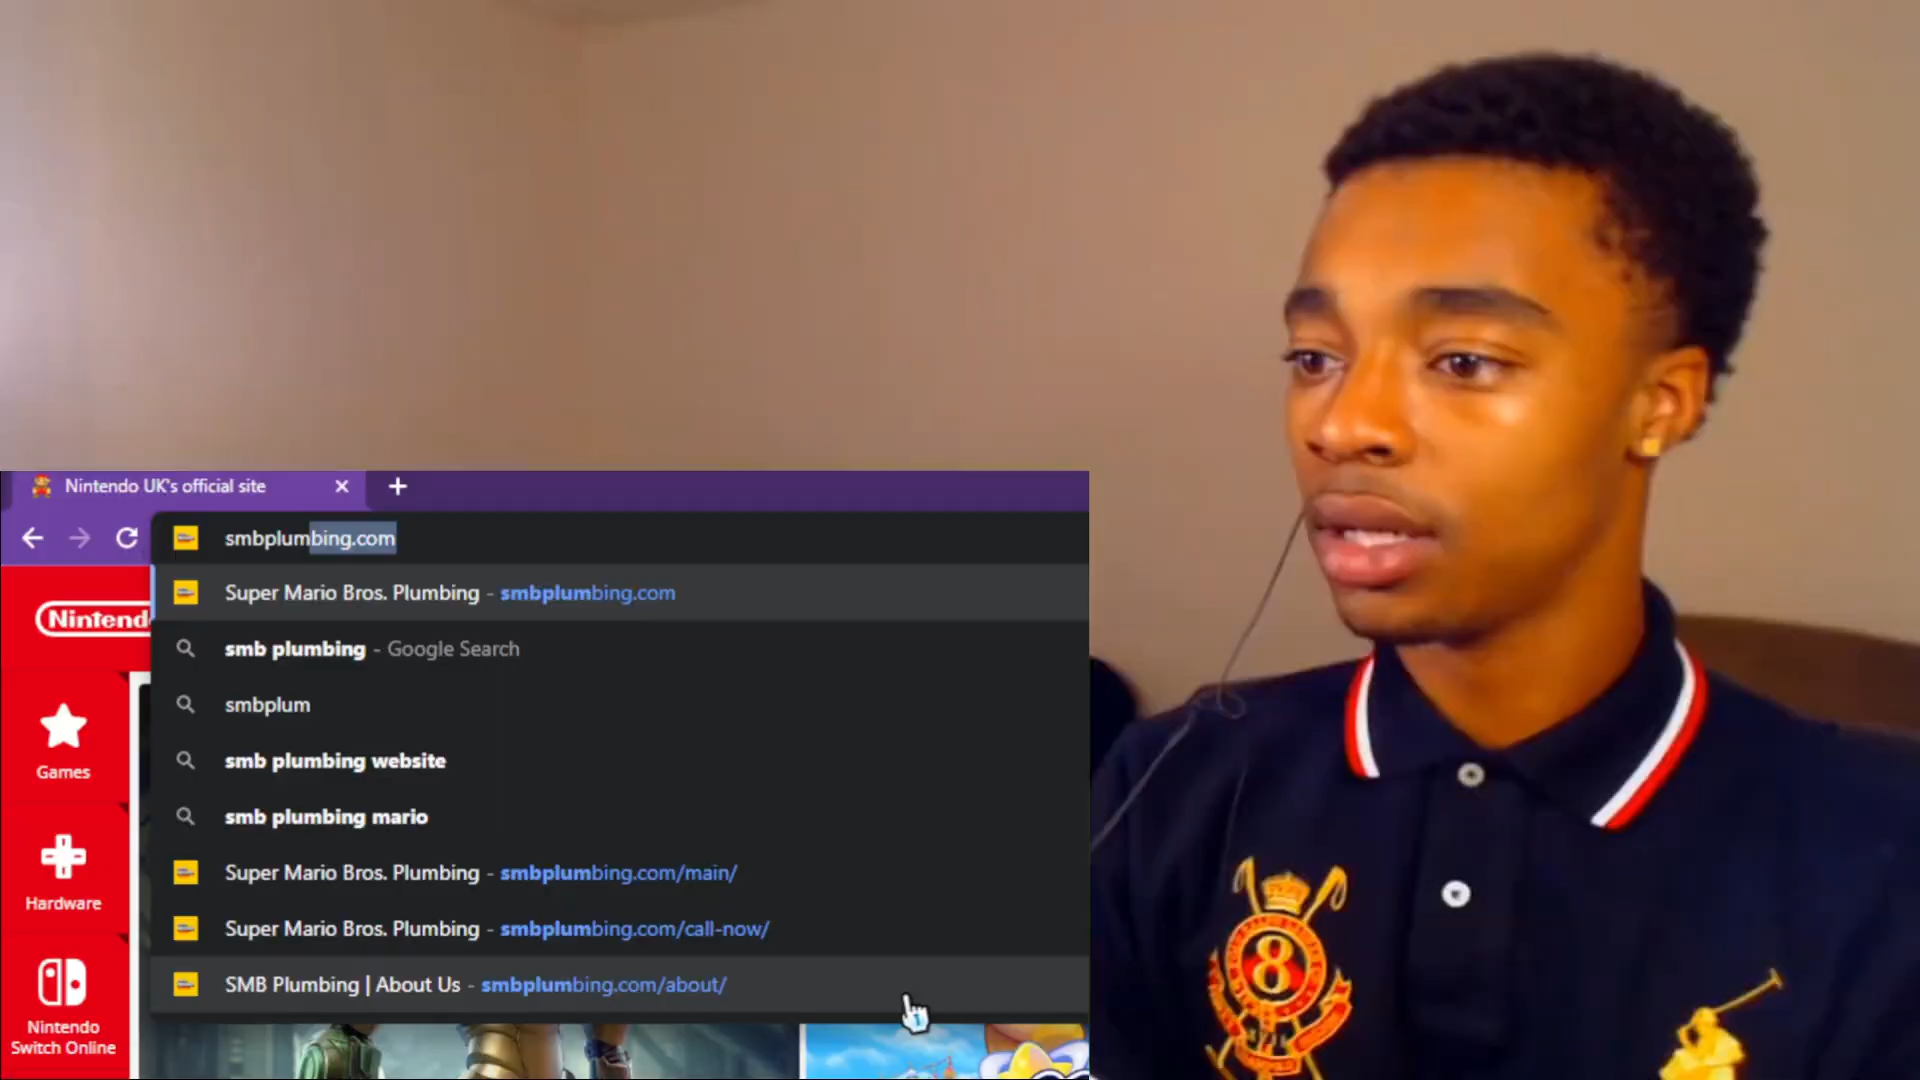 Nintendo UK's official site
smbplumbing.com
Super Mario Bros. Plumbing - smbplumbing.com
smb plumbing - Google Search
smbplum
smb plumbing website
smb plumbing mario
Super Mario Bros. Plumbing - smbplumbing.com/main/
Super Mario Bros. Plumbing - smbplumbing.com/call-now/
SMB Plumbing | About Us - smbplumbing.com/about/
Nintend
Games
Hardware
Nintendo
Switch Online
8